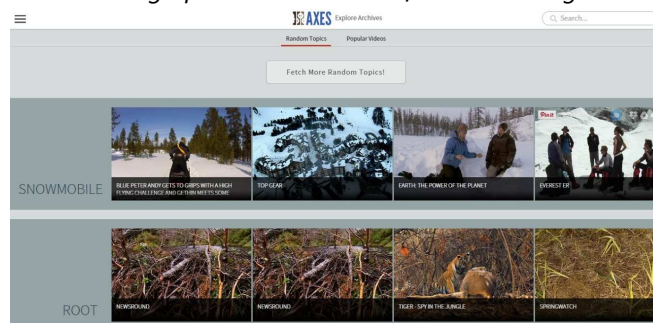 AXES Explore Archives
Search...
Random Topics Popular Videos
Fetch More Random Topics!
Pin it
SNOWMOBILE
BLUE PETER ANDY GETS TO GRIPS WITH A HIGH
FLYING CHALLENGE AND GETHIN MEETS SOME
TOP GEAR
EARTH: THE POWER OF THE PLANET
EVEREST ER
ROOT
NEWSROUND
NEWSROUND
TIGER - SPY IN THE JUNGLE
SPRINGWATCH